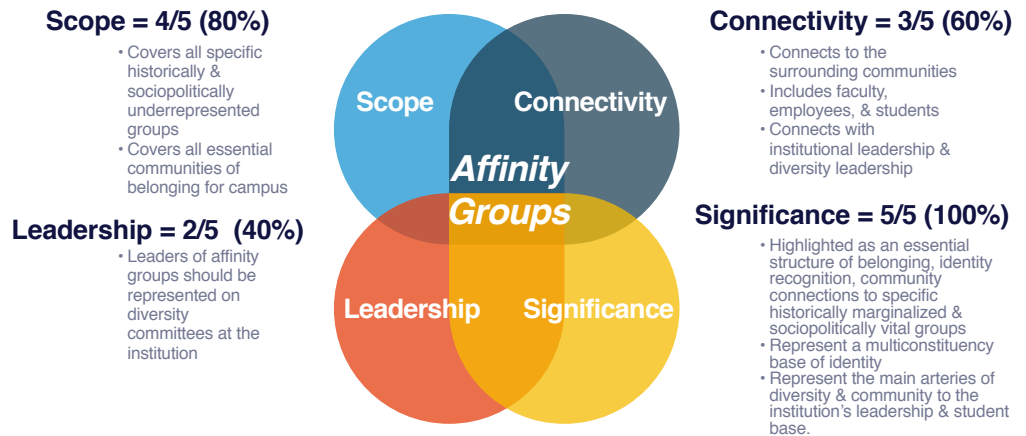 Scope = 4/5 (80%)
• Covers all specific
historically &
sociopolitically
underrepresented
groups
• Covers all essential
communities of
belonging for campus
Leadership = 2/5 (40%)
• Leaders of affinity
groups should be
represented on
diversity
committees at the
institution
Scope
Connectivity
Affinity
Groups
Leadership
Significance
Connectivity = 3/5 (60%)
• Connects to the
surrounding communities
• Includes faculty,
employees, & students
• Connects with
institutional leadership &
diversity leadership
Significance = 5/5 (100%)
• Highlighted as an essential
structure of belonging, identity
recognition, community
connections to specific
historically marginalized &
sociopolitically vital groups
• Represent a multiconstituency
base of identity
• Represent the main arteries of
diversity & community to the
institution’s leadership & student
base.